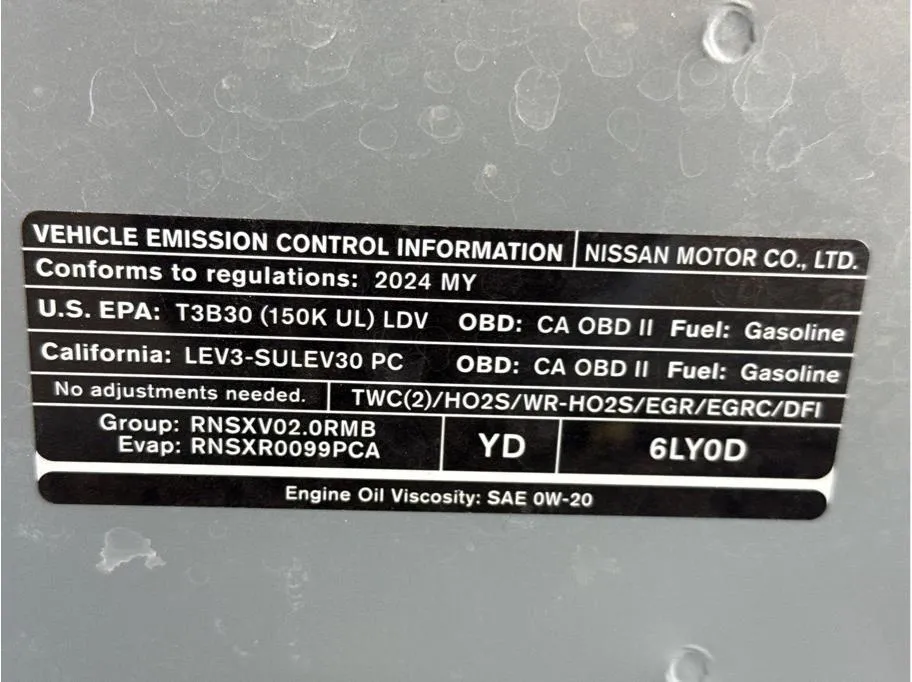 VEHICLE EMISSION CONTROL INFORMATION NISSAN MOTOR CO., LTD.
Conforms to regulations: 2024 MY
U.S. EPA: T3B30 (150K UL) LDV OBD: CA OBD II Fuel: Gasoline
California: LEV3-SULEV30 PC OBD: CA OBD II Fuel: Gasoline
No adjustments needed. TWC(2)/HO2S/WR-HO2S/EGR/EGRC/DFI
Group: RNSXV02.0RMB
Evap: RNSXR0099PCA
YD
6LY0D
Engine Oil Viscosity: SAE 0W-20